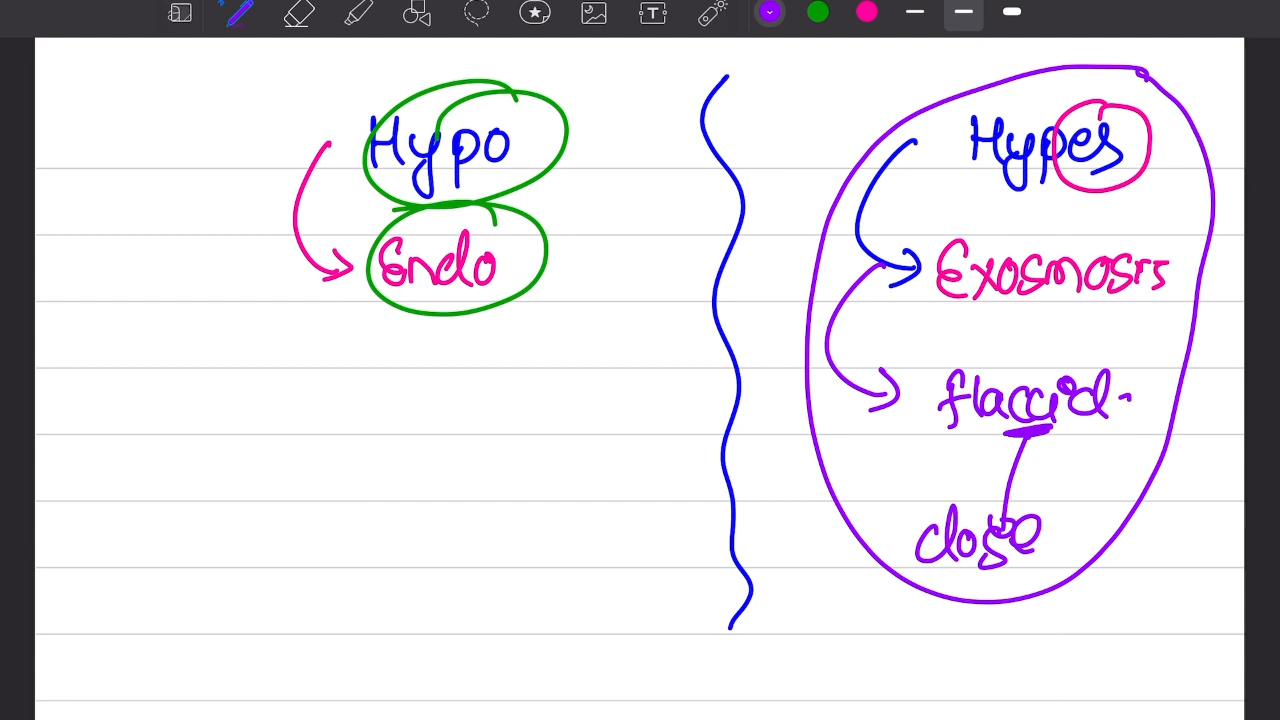 Hypo
Endo
Hyper
Exosmosis
flaccid.
close